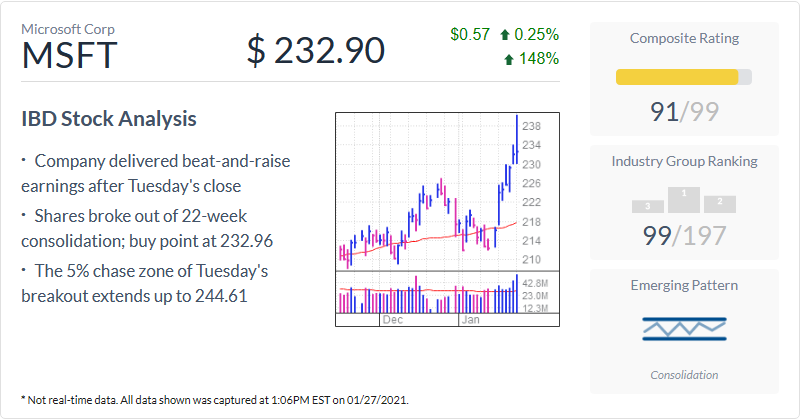 Microsoft Corp
MSFT
$ 232.90
$0.57 0.25%
148%
IBD Stock Analysis
· Company delivered beat-and-raise
earnings after Tuesday's close
· Shares broke out of 22-week
consolidation; buy point at 232.96
· The 5% chase zone of Tuesday's
breakout extends up to 244.61
238
234
230
226
222
218
214
210
42.8M
23.0M
12.3M
Dec Jan
Composite Rating
91/99
Industry Group Ranking
3 1 2
99/197
Emerging Pattern
Consolidation
* Not real-time data. All data shown was captured at 1:06PM EST on 01/27/2021.